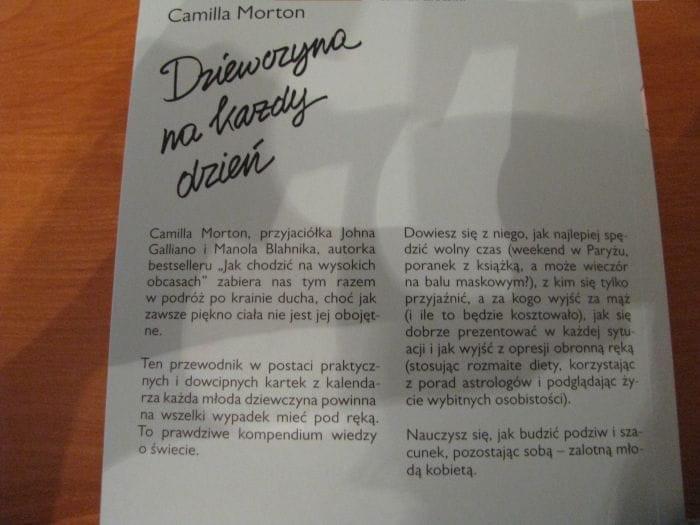 Camilla Morton
Dziewczyna
na każdy
dzień
Camilla Morton, przyjaciółka Johna
Galliano i Manola Blahnika, autorka
bestselleru „Jak chodzić na wysokich
obcasach” zabiera nas tym razem
w podróż po krainie ducha, choć jak
zawsze piękno ciała nie jest jej obojęt-
ne.
Ten przewodnik w postaci praktycz-
nych i dowcipnych kartek z kalenda-
rza każda młoda dziewczyna powinna
na wszelki wypadek mieć pod ręką.
To prawdziwe kompendium wiedzy
o świecie.
Dowiesz się z niego, jak najlepiej spę-
dzić wolny czas (weekend w Paryżu,
poranek z książką, a może wieczór
na balu maskowym?), z kim się tylko
przyjaźnić, a za kogo wyjść za mąż
(i ile to będzie kosztowało), jak się
dobrze prezentować w każdej sytu-
acji i jak wyjść z opresji obronną ręką
(stosując rozmaite diety, korzystając
z porad astrologów i podglądając ży-
cie wybitnych osobistości).
Nauczysz się, jak budzić podziw i sza-
cunek, pozostając sobą – zalotną mło-
dą kobietą.